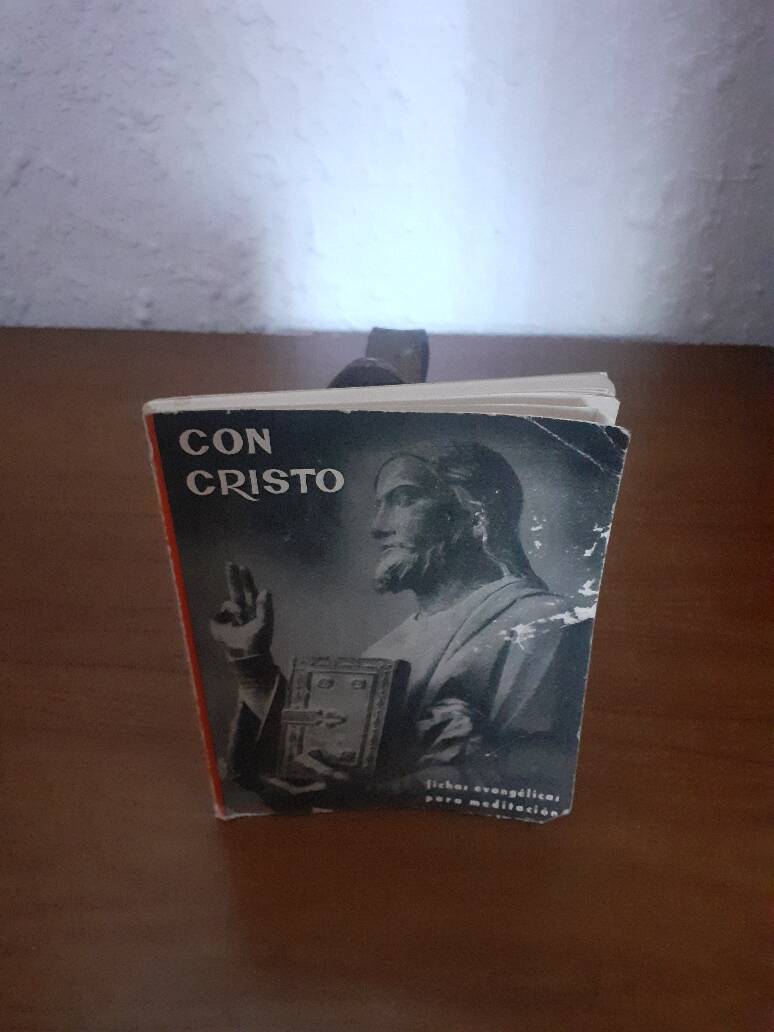 CON
CRISTO
fichas evangélicas
para meditación